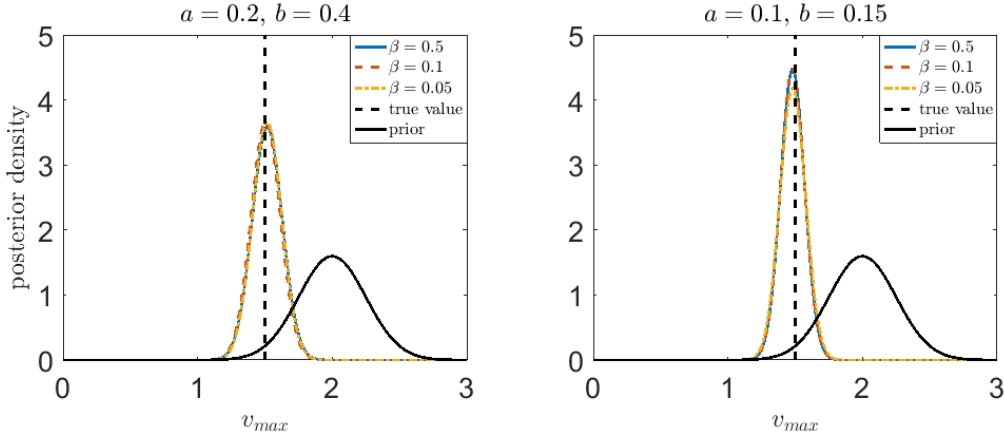 a = 0.2, b = 0.4
5
4
3
2
1
0
posterior density
0 1 2 3
v_max
β = 0.5
β = 0.1
β = 0.05
true value
prior
a = 0.1, b = 0.15
5
4
3
2
1
0
0 1 2 3
v_max
β = 0.5
β = 0.1
β = 0.05
true value
prior